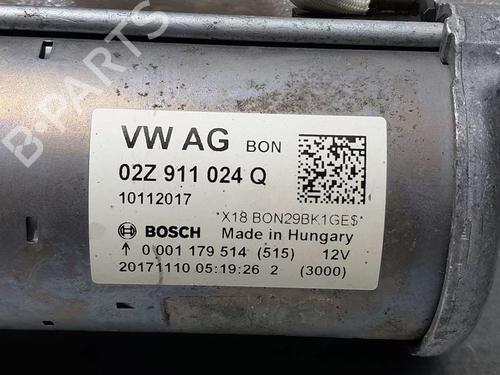 B-PARTS
VW AG BON
02Z 911 024 Q
10112017
*X18 BON29BK1GE$*
BOSCH Made in Hungary
↑ 0 001 179 514 (515) 12V
20171110 05:19:26 2 (3000)